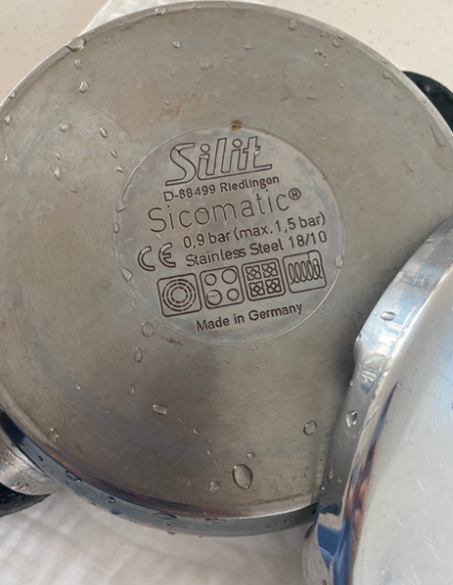 Silit
D-88499 Riedlingen
Sicomatic®
0,9 bar (max. 1,5 bar)
CE Stainless Steel 18/10
Made in Germany